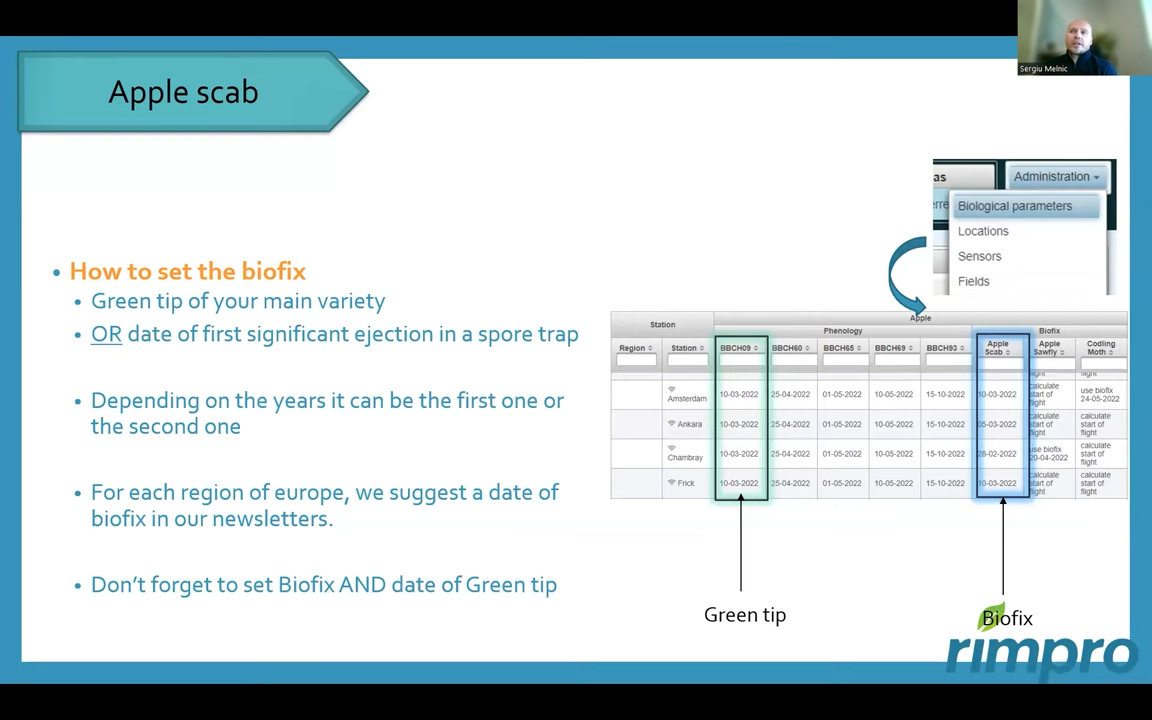 Sergiu Melnic
Apple scab
Administration
Biological parameters
Locations
Sensors
Fields
• How to set the biofix
• Green tip of your main variety
• OR date of first significant ejection in a spore trap
• Depending on the years it can be the first one or
the second one
• For each region of europe, we suggest a date of
biofix in our newsletters.
• Don't forget to set Biofix AND date of Green tip
Station Apple
Phenology Biofix
Region Station BBCH09 BBCH60 BBCH65 BBCH69 BBCH93 Apple Scab Apple Sawfly Codling Moth
flight flight
Amsterdam 10-03-2022 25-04-2022 01-05-2022 10-05-2022 15-10-2022 10-03-2022 calculate start of flight use biofix 24-05-2022
Ankara 10-03-2022 25-04-2022 01-05-2022 10-05-2022 15-10-2022 05-03-2022 calculate start of flight calculate start of flight
Chambray 10-03-2022 25-04-2022 01-05-2022 10-05-2022 15-10-2022 28-02-2022 use biofix 20-04-2022 calculate start of flight
Frick 10-03-2022 25-04-2022 01-05-2022 10-05-2022 15-10-2022 10-03-2022 calculate start of flight calculate start of flight
Green tip
Biofix
rimpro